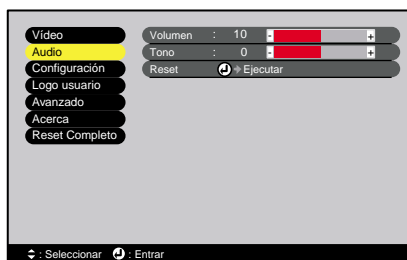 Vídeo
Audio
Configuración
Logo usuario
Avanzado
Acerca
Reset Completo
Volumen : 10 - +
Tono : 0 - +
Reset Ejecutar
: Seleccionar : Entrar